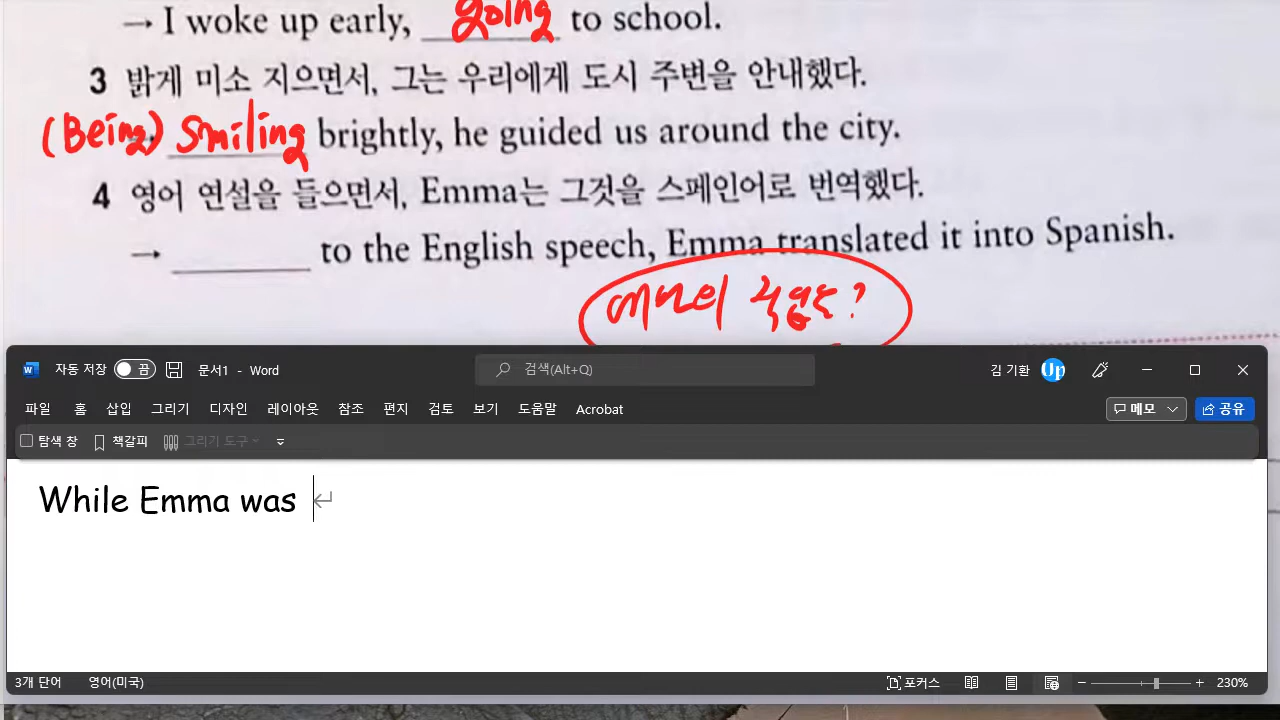 → I woke up early, going to school.
3 밝게 미소 지으면서, 그는 우리에게 도시 주변을 안내했다.
(Being) Smiling brightly, he guided us around the city.
4 영어 연설을 들으면서, Emma는 그것을 스페인어로 번역했다.
→ ________ to the English speech, Emma translated it into Spanish.
에마의 직업은?
자동 저장 끔 문서1 - Word 검색(Alt+Q) 김 기환 Up
파일 홈 삽입 그리기 디자인 레이아웃 참조 편지 검토 보기 도움말 Acrobat 메모 공유
탐색 창 책갈피 그리기 도구
While Emma was
3개 단어 영어(미국) 포커스 230%